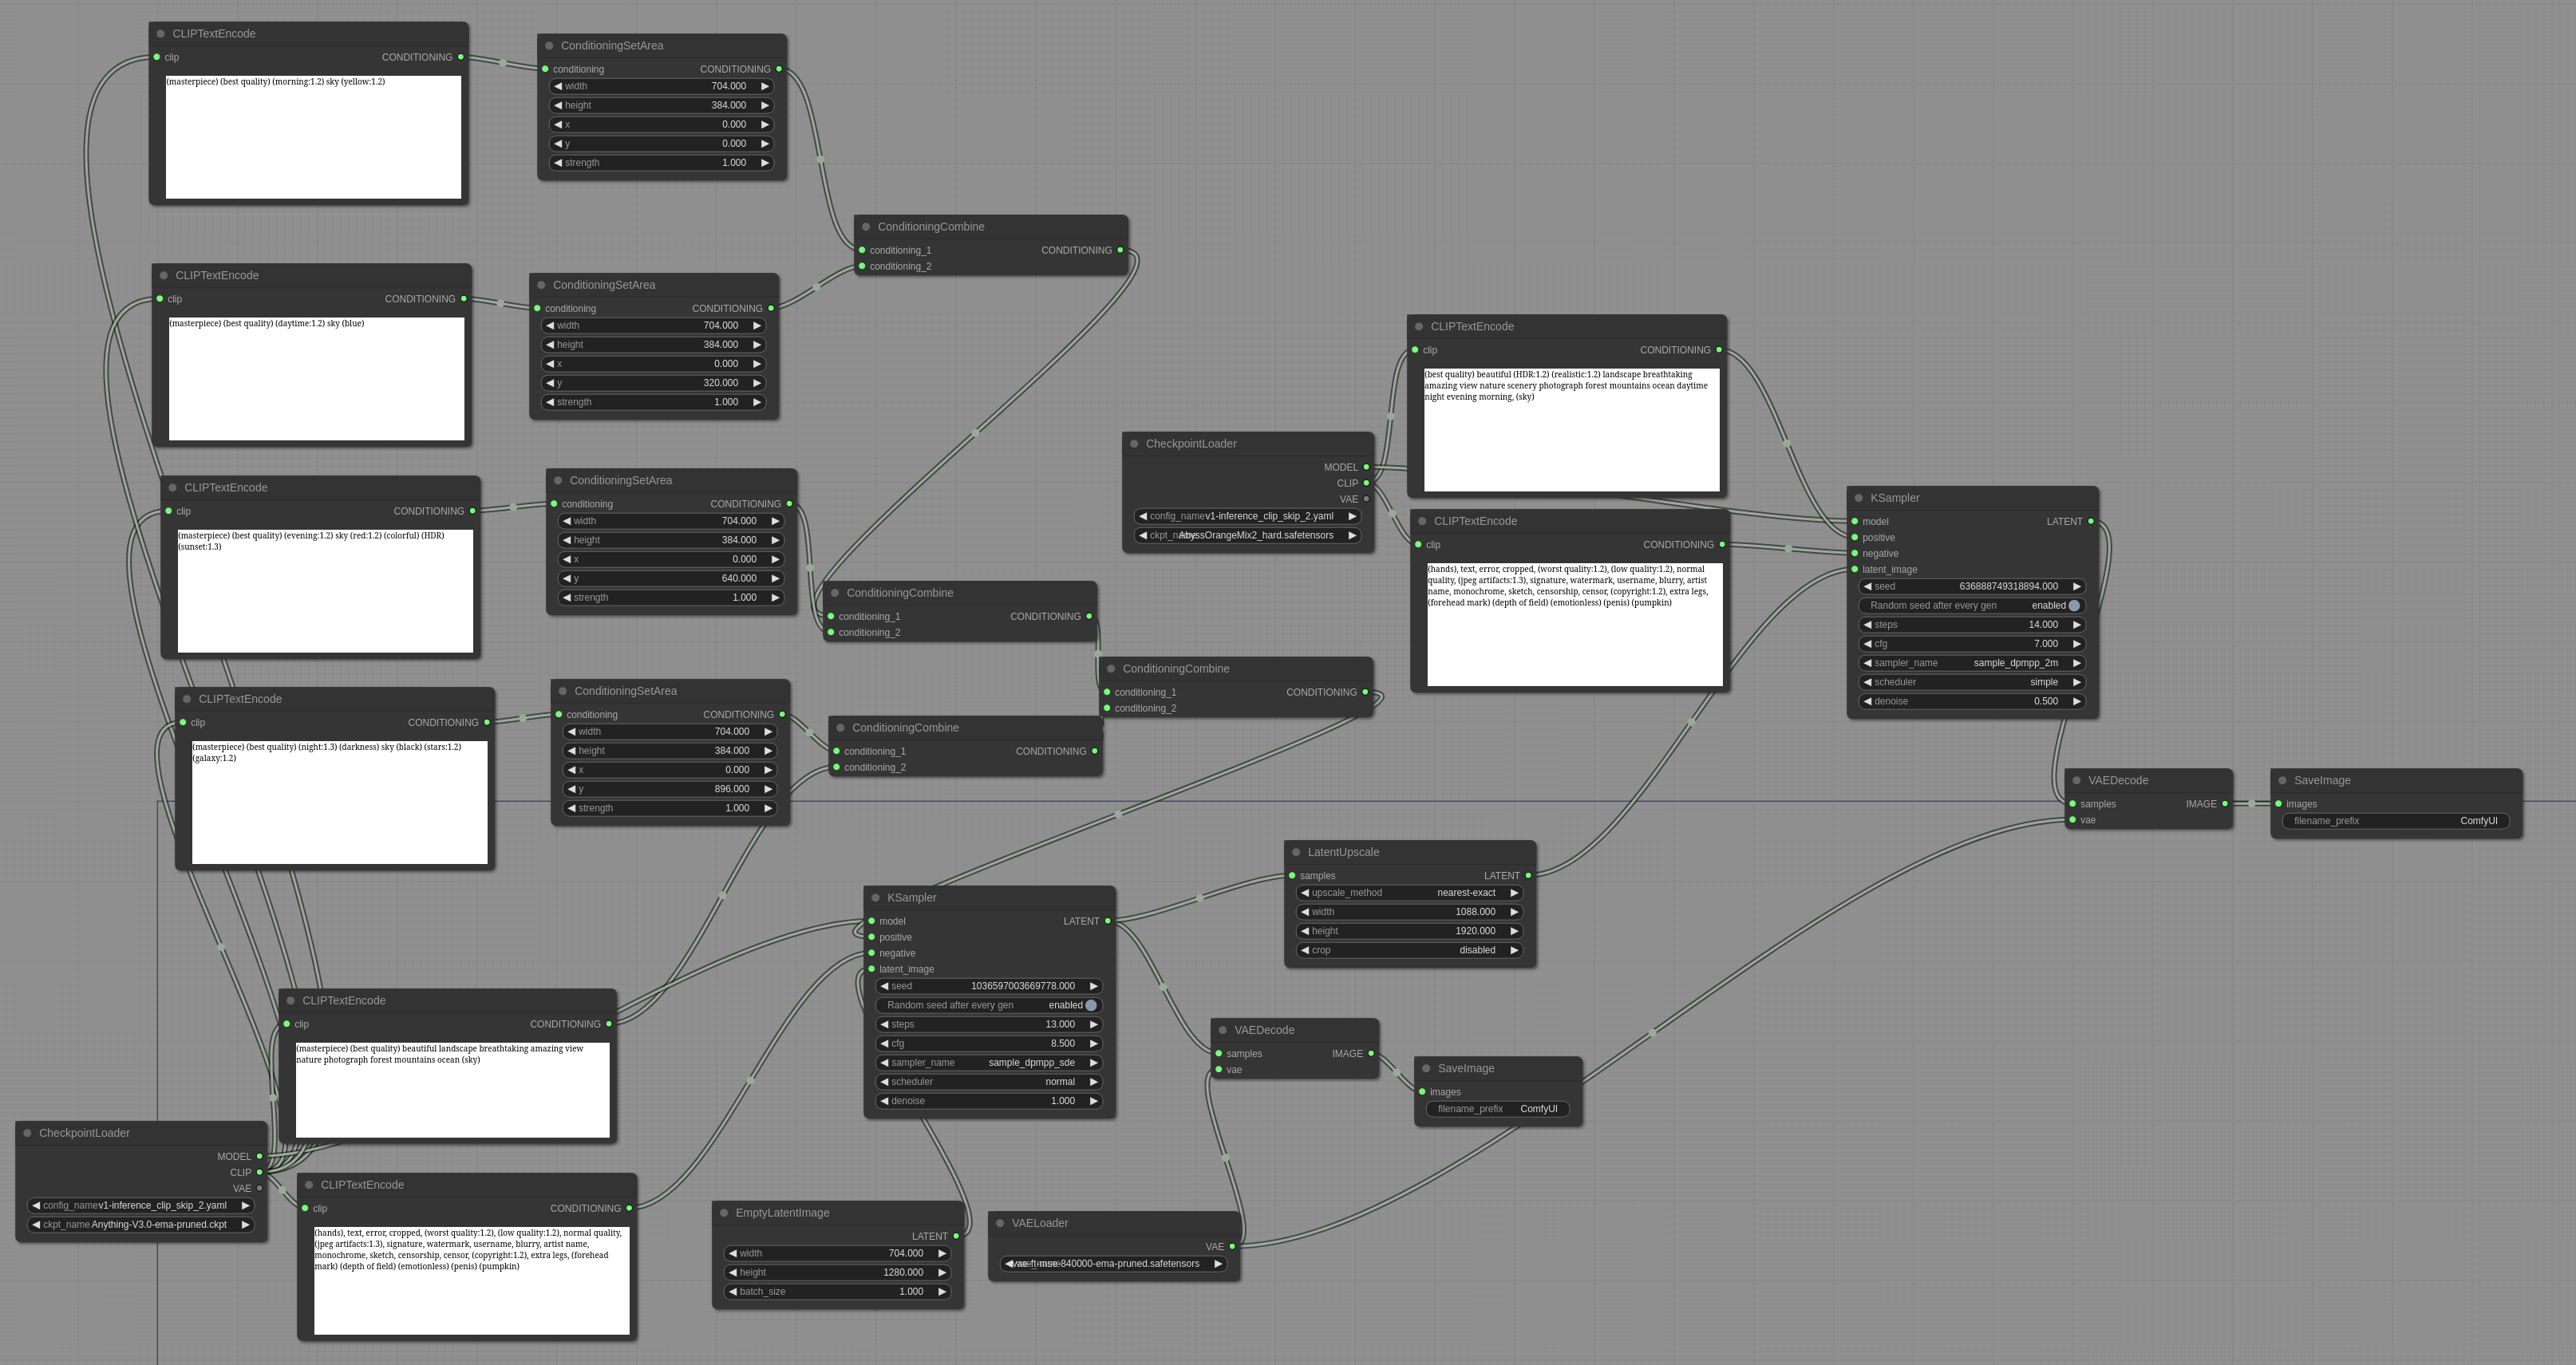 CLIPTextEncode
clip CONDITIONING
(masterpiece) (best quality) (morning:1.2) sky (yellow:1.2)
ConditioningSetArea
conditioning CONDITIONING
width 704.000
height 384.000
x 0.000
y 0.000
strength 1.000
ConditioningCombine
conditioning_1 CONDITIONING
conditioning_2
CLIPTextEncode
clip CONDITIONING
(masterpiece) (best quality) (daytime:1.2) sky (blue)
ConditioningSetArea
conditioning CONDITIONING
width 704.000
height 384.000
x 0.000
y 320.000
strength 1.000
CLIPTextEncode
clip CONDITIONING
(best quality) beautiful (HDR:1.2) (realistic:1.2) landscape breathtaking
amazing view nature scenery photograph forest mountains ocean daytime
night evening morning, (sky)
CheckpointLoader
MODEL
CLIP
VAE
config_name v1-inference_clip_skip_2.yaml
AbyssOrangeMix2_hard.safetensors
CLIPTextEncode
clip CONDITIONING
(masterpiece) (best quality) (evening:1.2) sky (red:1.2) (colorful) (HDR)
(sunset:1.3)
ConditioningSetArea
conditioning CONDITIONING
width 704.000
height 384.000
x 0.000
y 640.000
strength 1.000
CLIPTextEncode
clip CONDITIONING
(hands), text, error, cropped, (worst quality:1.2), (low quality:1.2), normal
quality, (jpeg artifacts:1.3), signature, watermark, username, blurry, artist
name, monochrome, sketch, censorship, censor, (copyright:1.2), extra legs,
(forehead mark) (depth of field) (emotionless) (penis) (pumpkin)
KSampler
model LATENT
positive
negative
latent_image
seed 636888749318894.000
Random seed after every gen enabled
steps 14.000
cfg 7.000
sampler_name sample_dpmpp_2m
scheduler simple
denoise 0.500
ConditioningCombine
conditioning_1 CONDITIONING
conditioning_2
ConditioningCombine
conditioning_1 CONDITIONING
conditioning_2
CLIPTextEncode
clip CONDITIONING
(masterpiece) (best quality) (night:1.3) (darkness) sky (black) (stars:1.2)
(galaxy:1.2)
ConditioningSetArea
conditioning CONDITIONING
width 704.000
height 384.000
x 0.000
y 896.000
strength 1.000
ConditioningCombine
conditioning_1 CONDITIONING
conditioning_2
VAEDecode
samples IMAGE
vae
SaveImage
images
filename_prefix ComfyUI
LatentUpscale
samples LATENT
upscale_method nearest-exact
width 1088.000
height 1920.000
crop disabled
KSampler
model LATENT
positive
negative
latent_image
seed 1036597003669778.000
Random seed after every gen enabled
steps 13.000
cfg 8.500
sampler_name sample_dpmpp_sde
scheduler normal
denoise 1.000
CLIPTextEncode
clip CONDITIONING
(masterpiece) (best quality) beautiful landscape breathtaking amazing view
nature photograph forest mountains ocean (sky)
VAEDecode
samples IMAGE
vae
SaveImage
images
filename_prefix ComfyUI
CheckpointLoader
MODEL
CLIP
VAE
config_name v1-inference_clip_skip_2.yaml
ckpt_name Anything-V3.0-ema-pruned.ckpt
CLIPTextEncode
clip CONDITIONING
(hands), text, error, cropped, (worst quality:1.2), (low quality:1.2), normal quality,
(jpeg artifacts:1.3), signature, watermark, username, blurry, artist name,
monochrome, sketch, censorship, censor, (copyright:1.2), extra legs, (forehead
mark) (depth of field) (emotionless) (penis) (pumpkin)
EmptyLatentImage
LATENT
width 704.000
height 1280.000
batch_size 1.000
VAELoader
VAE
vae-ft-mse-840000-ema-pruned.safetensors